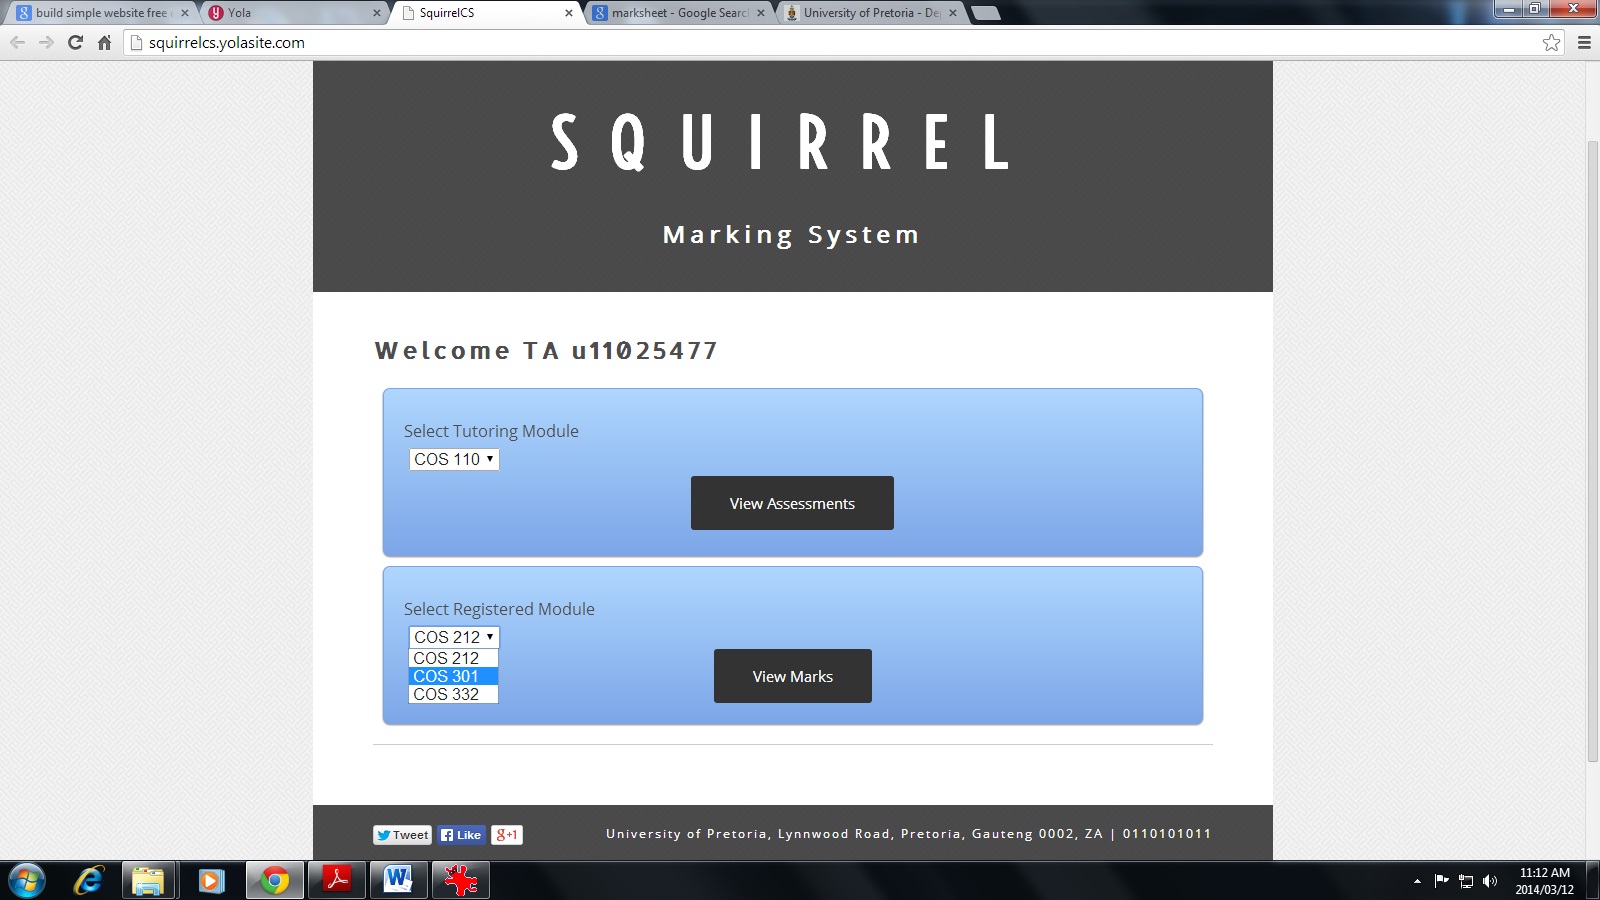 build simple website free
Yola
SquirrelCS
marksheet - Google Searc
University of Pretoria - De
squirrelcs.yolasite.com
SQUIRREL
Marking System
Welcome TA u11025477
Select Tutoring Module
COS 110
View Assessments
Select Registered Module
COS 212
COS 212
COS 301
COS 332
View Marks
Tweet
Like
g+1
University of Pretoria, Lynnwood Road, Pretoria, Gauteng 0002, ZA | 0110101011
11:12 AM
2014/03/12